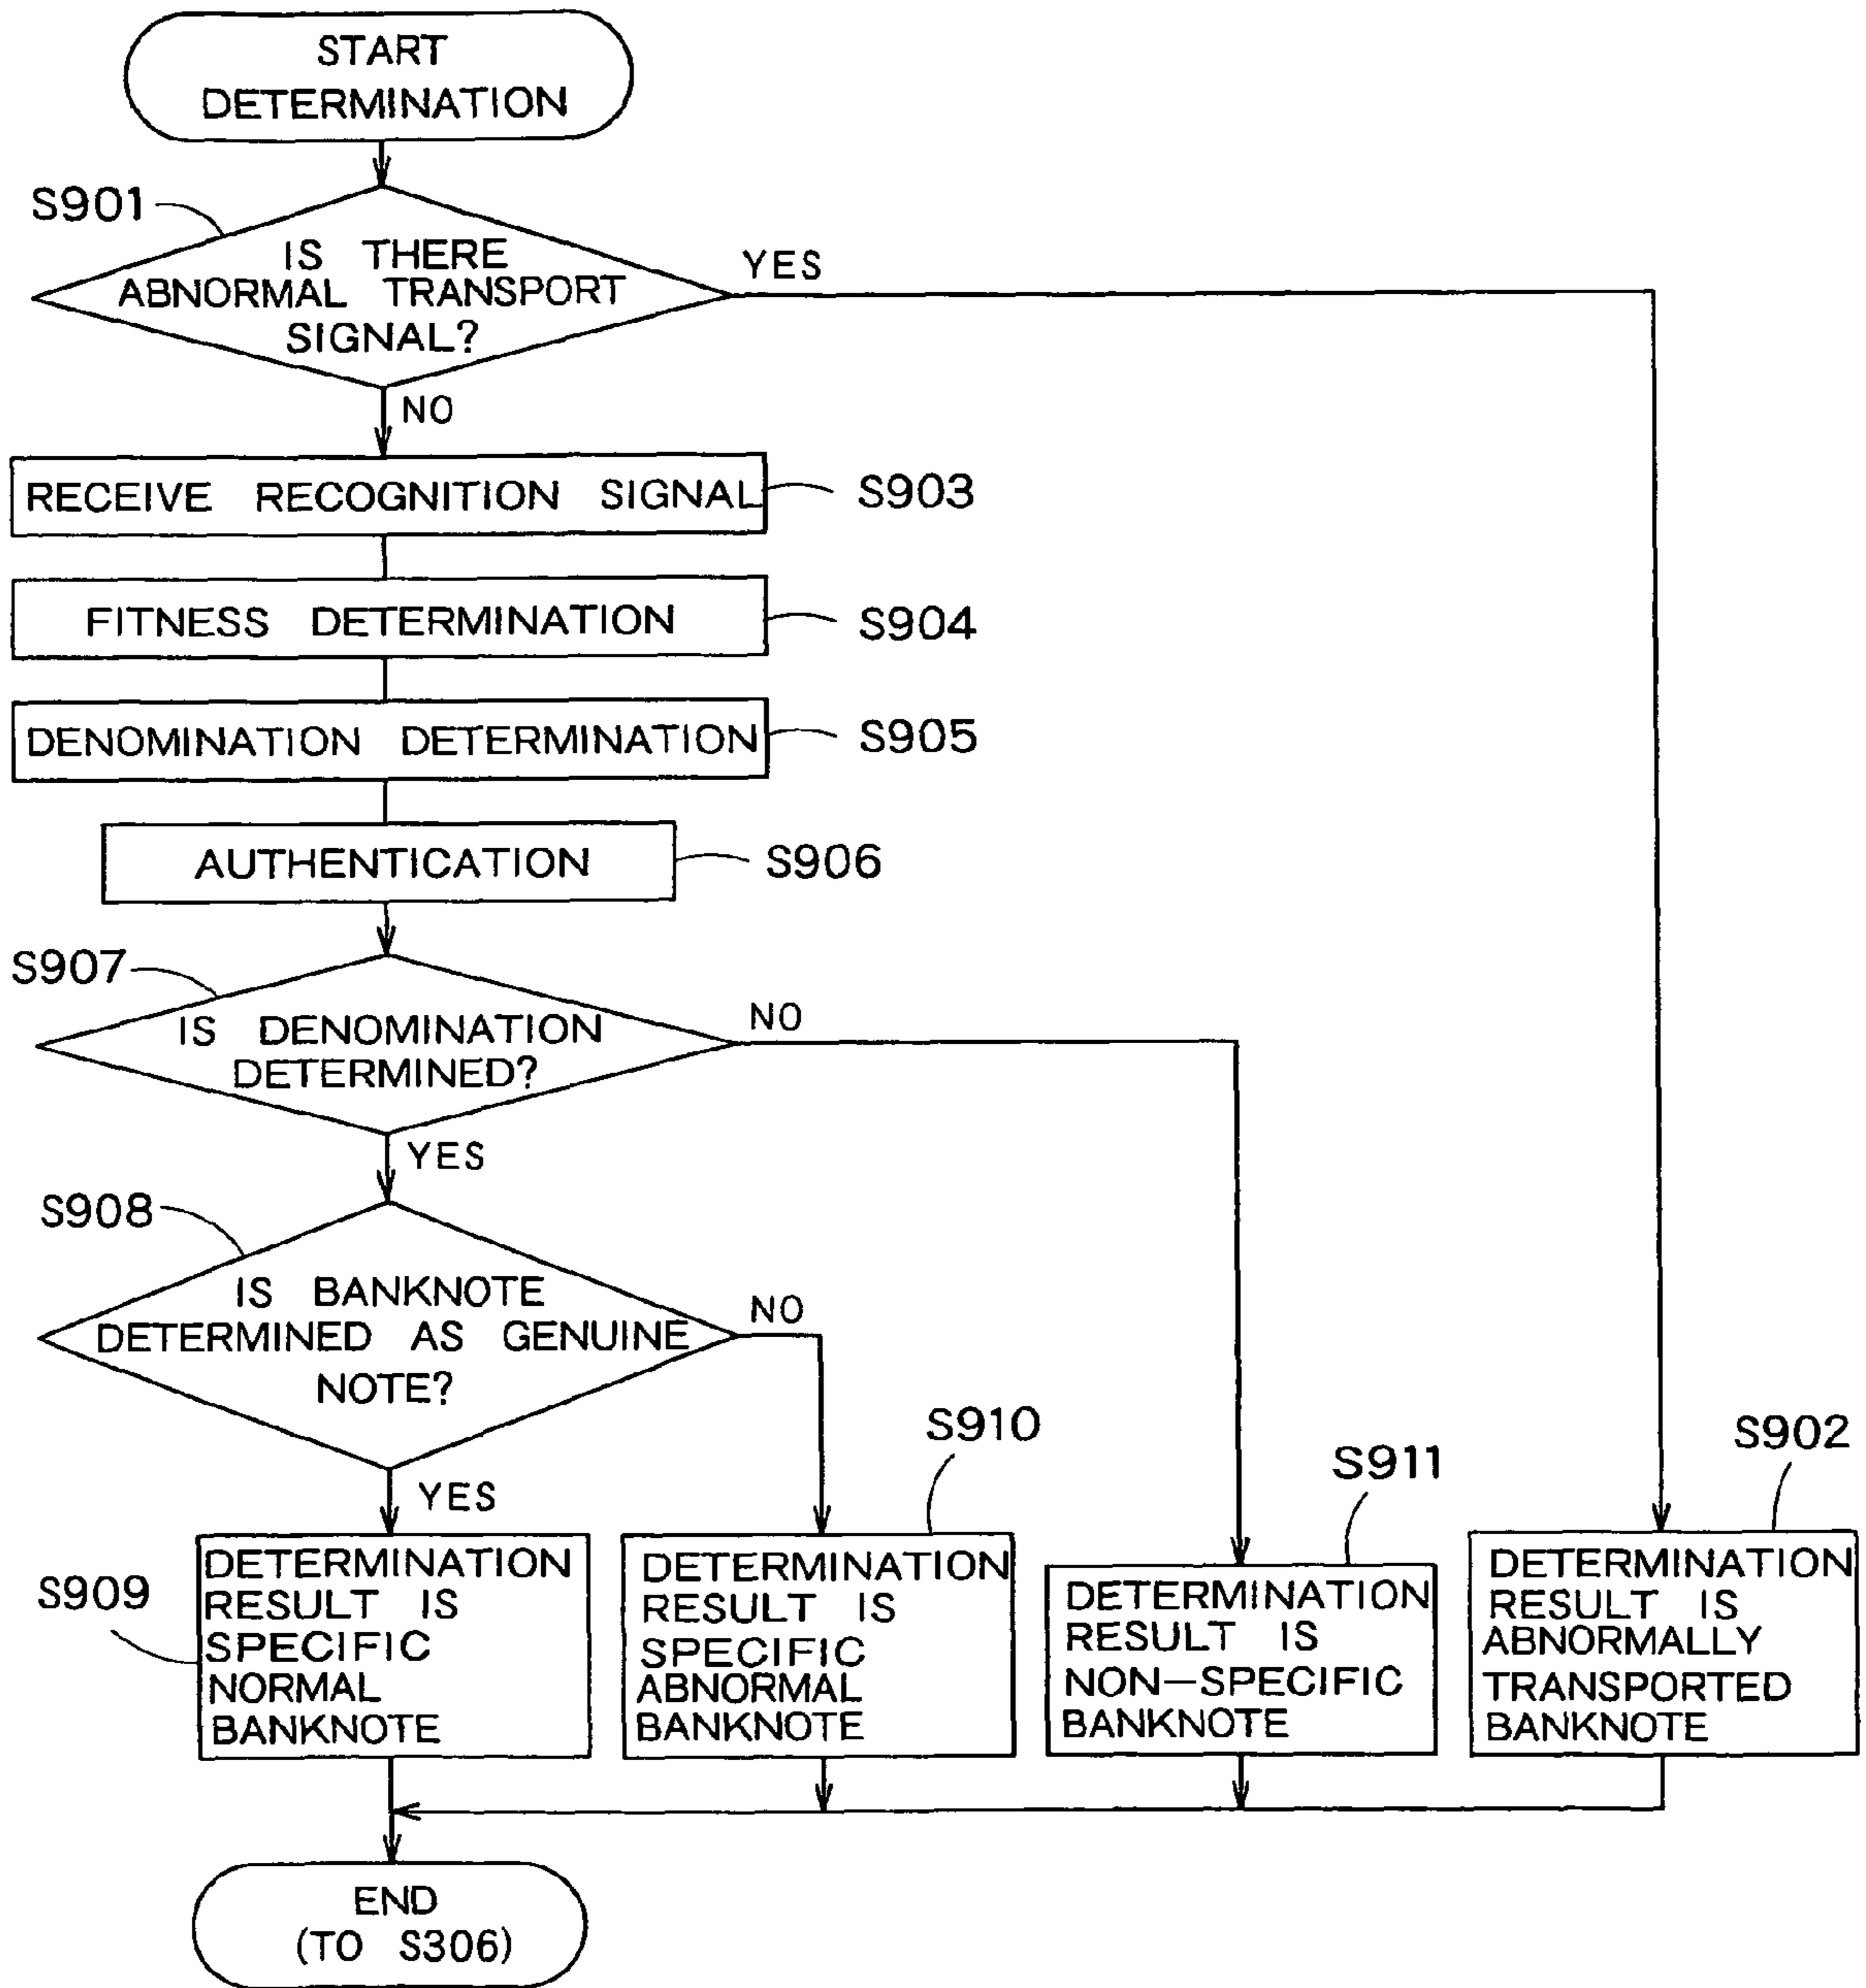 START
DETERMINATION
S901
IS THERE
ABNORMAL TRANSPORT
SIGNAL?
YES
NO
RECEIVE RECOGNITION SIGNAL
S903
FITNESS DETERMINATION
S904
DENOMINATION DETERMINATION
S905
AUTHENTICATION
S906
S907
IS DENOMINATION
DETERMINED?
NO
YES
S908
IS BANKNOTE
DETERMINED AS GENUINE
NOTE?
NO
YES
S909
DETERMINATION
RESULT IS
SPECIFIC
NORMAL
BANKNOTE
S910
DETERMINATION
RESULT IS
SPECIFIC
ABNORMAL
BANKNOTE
S911
DETERMINATION
RESULT IS
NON-SPECIFIC
BANKNOTE
S902
DETERMINATION
RESULT IS
ABNORMALLY
TRANSPORTED
BANKNOTE
END
(TO S306)